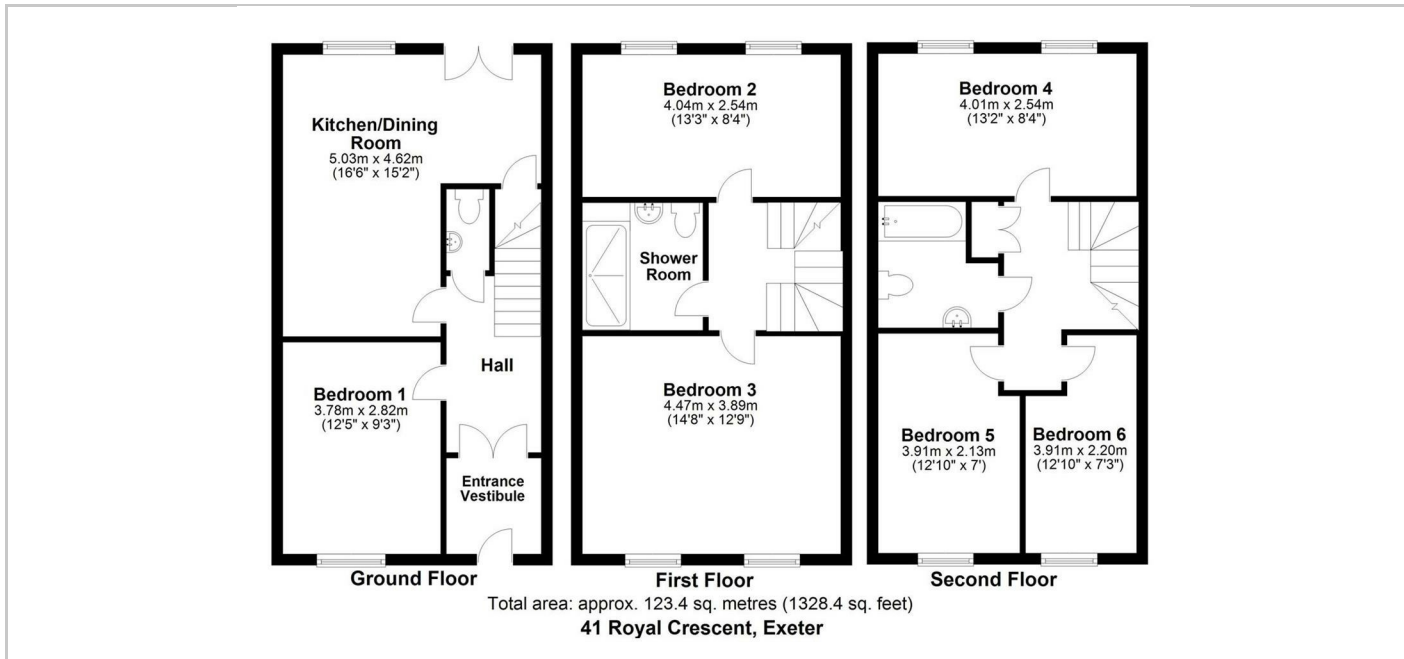 Kitchen/Dining
Room
5.03m x 4.62m
(16'6" x 15'2")
Bedroom 1
3.78m x 2.82m
(12'5" x 9'3")
Hall
Entrance
Vestibule
Ground Floor
Bedroom 2
4.04m x 2.54m
(13'3" x 8'4")
Shower
Room
Bedroom 3
4.47m x 3.89m
(14'8" x 12'9")
First Floor
Bedroom 4
4.01m x 2.54m
(13'2" x 8'4")
Bedroom 5
3.91m x 2.13m
(12'10" x 7')
Bedroom 6
3.91m x 2.20m
(12'10" x 7'3")
Second Floor
Total area: approx. 123.4 sq. metres (1328.4 sq. feet)
41 Royal Crescent, Exeter